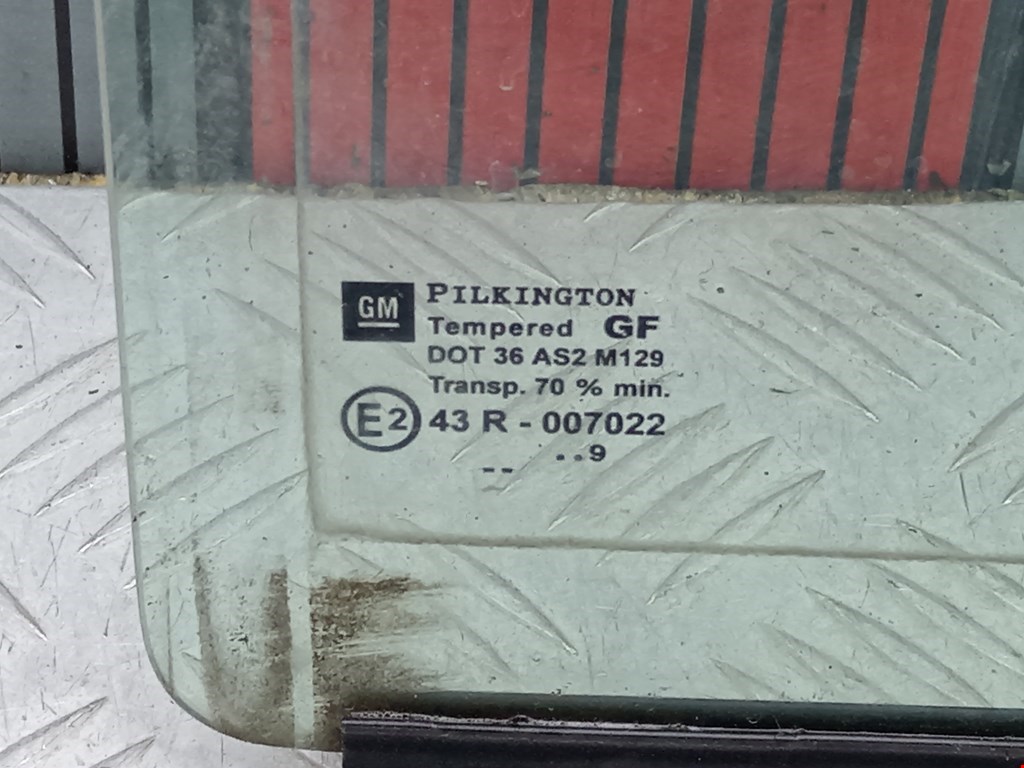 GM
PILKINGTON
Tempered GF
DOT 36 AS2 M129
Transp. 70 % min.
E2 43 R - 007022
-- ..9